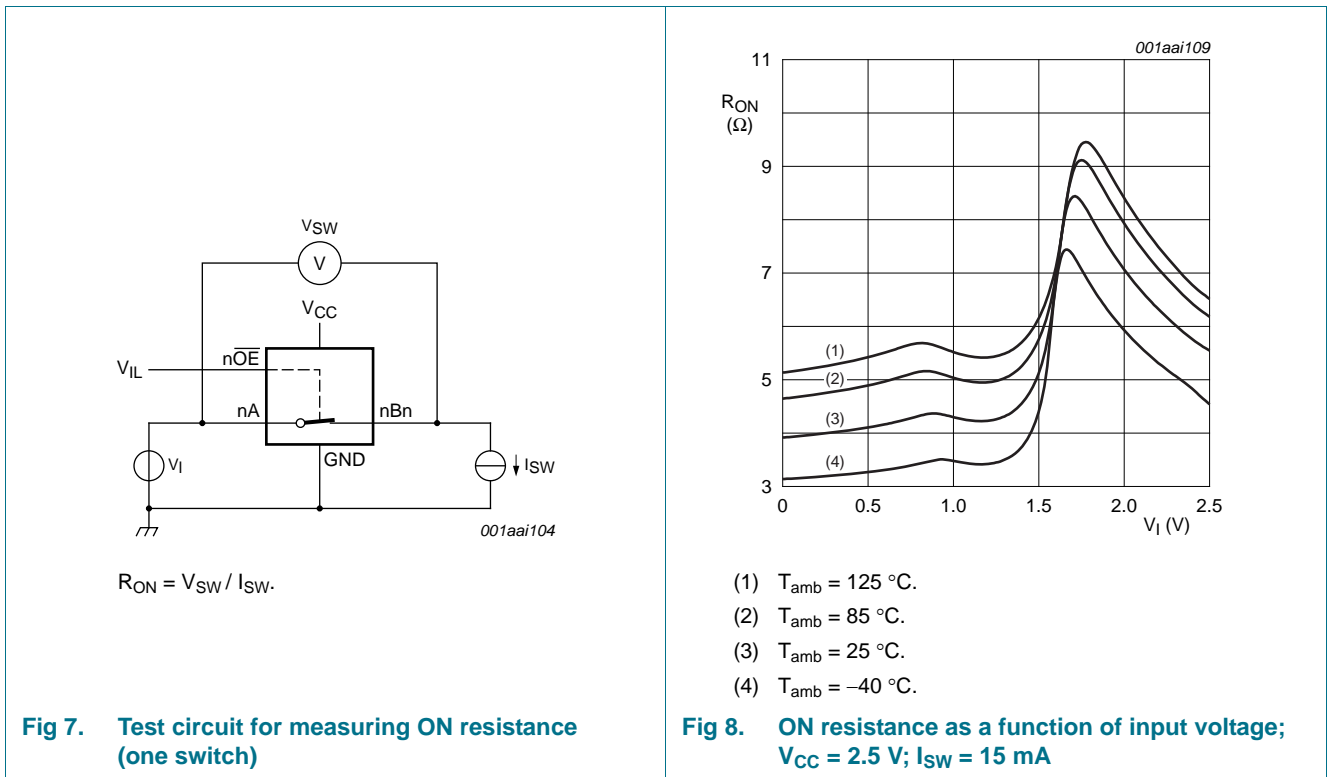 VSW
V
VCC
nOE
VIL
nA
nBn
GND
VI
ISW
001aai104
RON = VSW / ISW.
Fig 7. Test circuit for measuring ON resistance
(one switch)
001aai109
11
RON
(Ω)
9
7
(1)
5
(2)
(3)
(4)
3
0 0.5 1.0 1.5 2.0 2.5
VI (V)
(1) Tamb = 125 °C.
(2) Tamb = 85 °C.
(3) Tamb = 25 °C.
(4) Tamb = −40 °C.
Fig 8. ON resistance as a function of input voltage;
VCC = 2.5 V; ISW = 15 mA